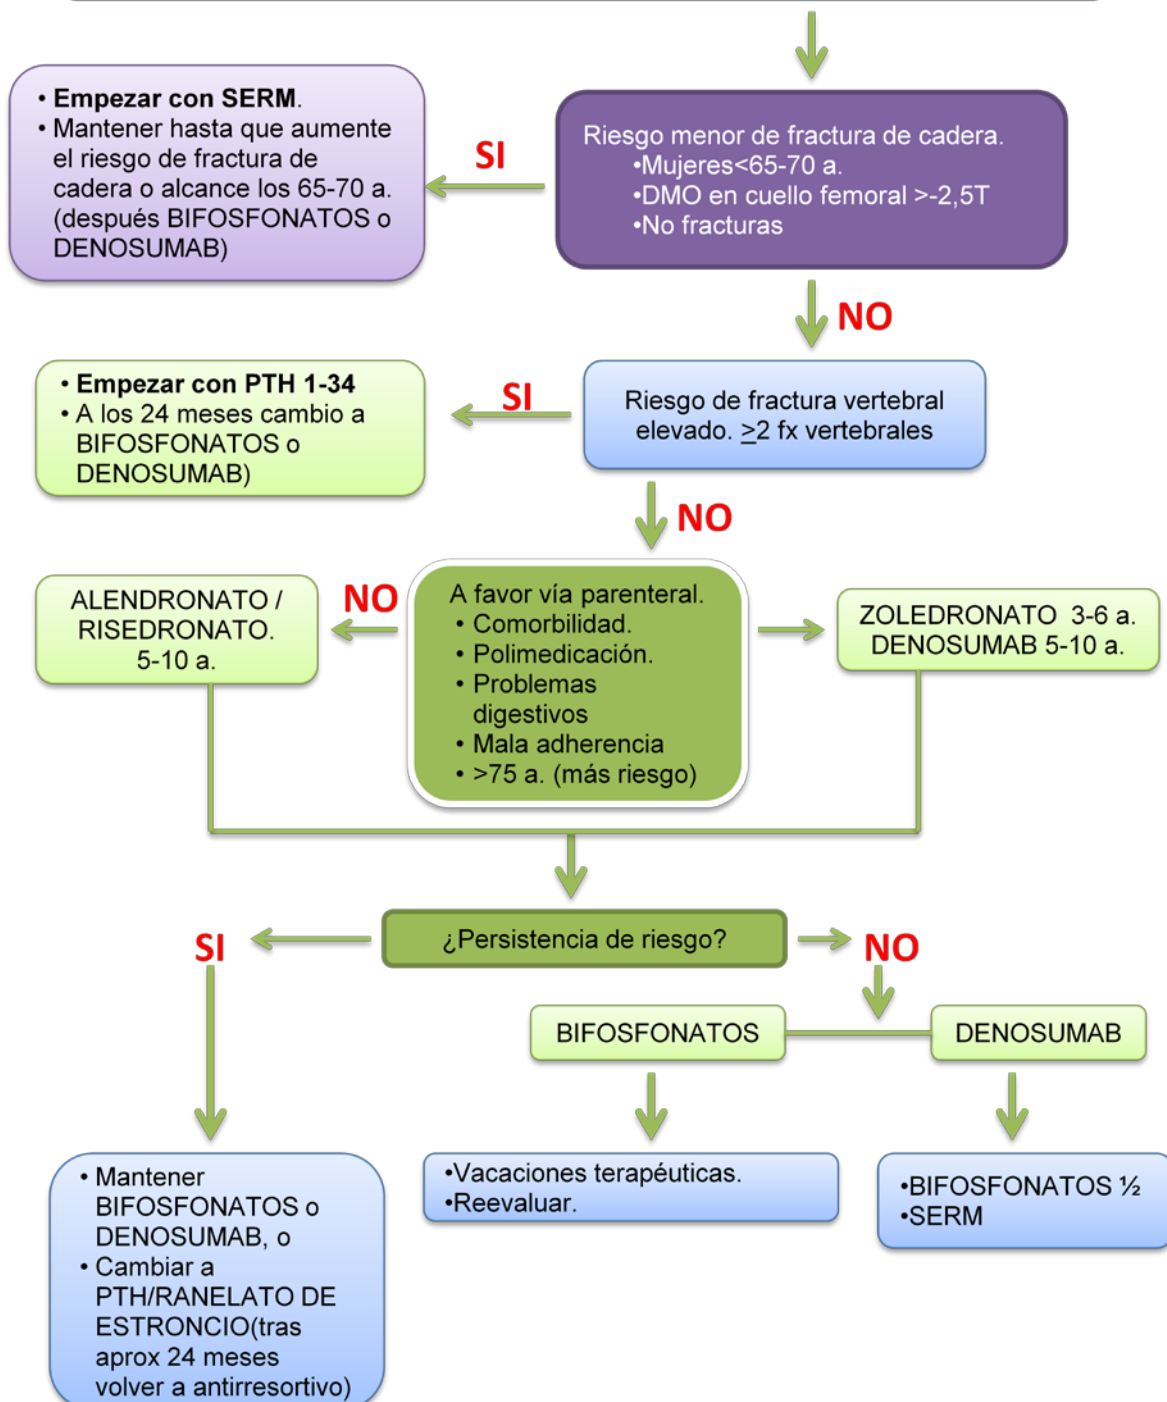 • Empezar con SERM.
• Mantener hasta que aumente
el riesgo de fractura de
cadera o alcance los 65-70 a.
(después BIFOSFONATOS o
DENOSUMAB)
SI
Riesgo menor de fractura de cadera.
•Mujeres<65-70 a.
•DMO en cuello femoral >-2,5T
•No fracturas
NO
• Empezar con PTH 1-34
• A los 24 meses cambio a
BIFOSFONATOS o
DENOSUMAB)
SI
Riesgo de fractura vertebral
elevado. ≥2 fx vertebrales
NO
ALENDRONATO /
RISEDRONATO.
5-10 a.
NO
A favor vía parenteral.
• Comorbilidad.
• Polimedicación.
• Problemas
digestivos
• Mala adherencia
• >75 a. (más riesgo)
ZOLEDRONATO 3-6 a.
DENOSUMAB 5-10 a.
SI
¿Persistencia de riesgo?
NO
BIFOSFONATOS
DENOSUMAB
• Mantener
BIFOSFONATOS o
DENOSUMAB, o
• Cambiar a
PTH/RANELATO DE
ESTRONCIO(tras
aprox 24 meses
volver a antirresortivo)
•Vacaciones terapéuticas.
•Reevaluar.
•BIFOSFONATOS ½
•SERM